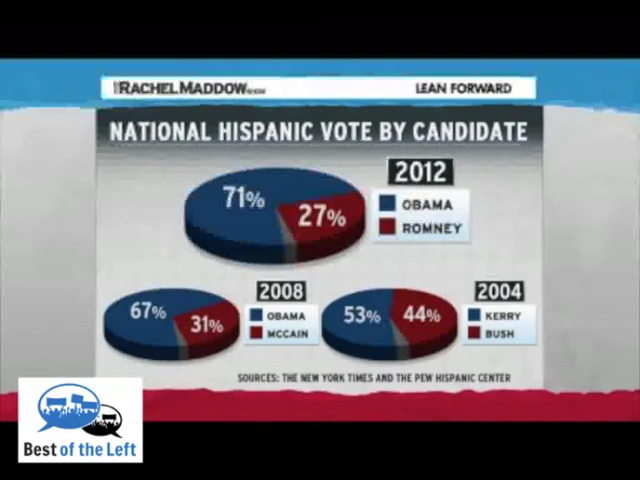 THE RACHEL MADDOW SHOW
LEAN FORWARD
NATIONAL HISPANIC VOTE BY CANDIDATE
2012
71%
27%
OBAMA
ROMNEY
2008
67%
31%
OBAMA
MCCAIN
2004
53%
44%
KERRY
BUSH
SOURCES: THE NEW YORK TIMES AND THE PEW HISPANIC CENTER
Best of the Left